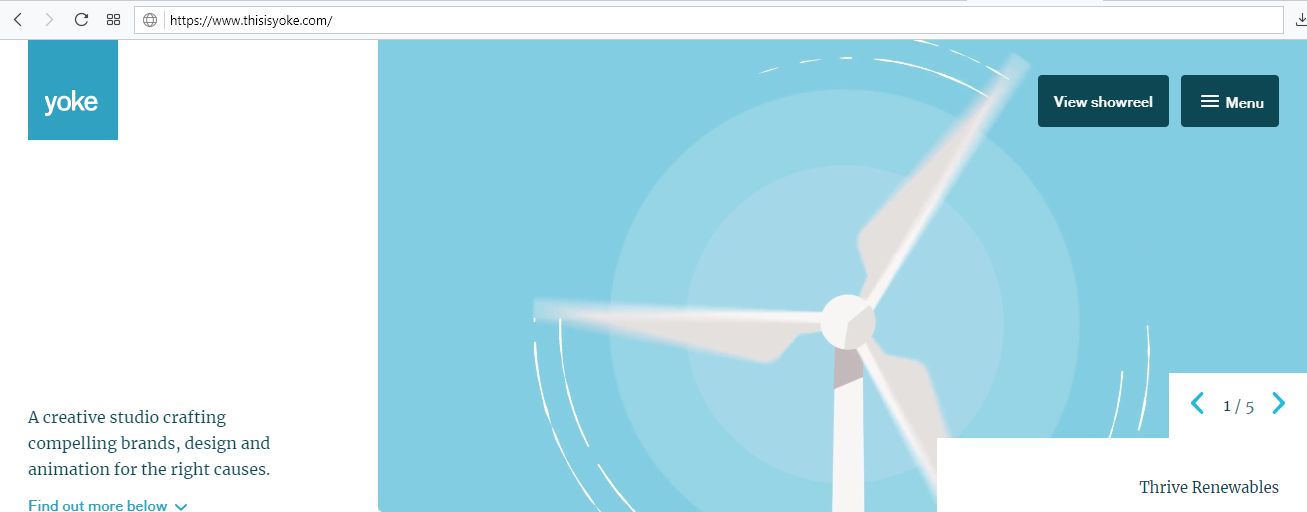 https://www.thisisyoke.com/
yoke
View showreel
Menu
A creative studio crafting
compelling brands, design and
animation for the right causes.
Find out more below
1 / 5
Thrive Renewables